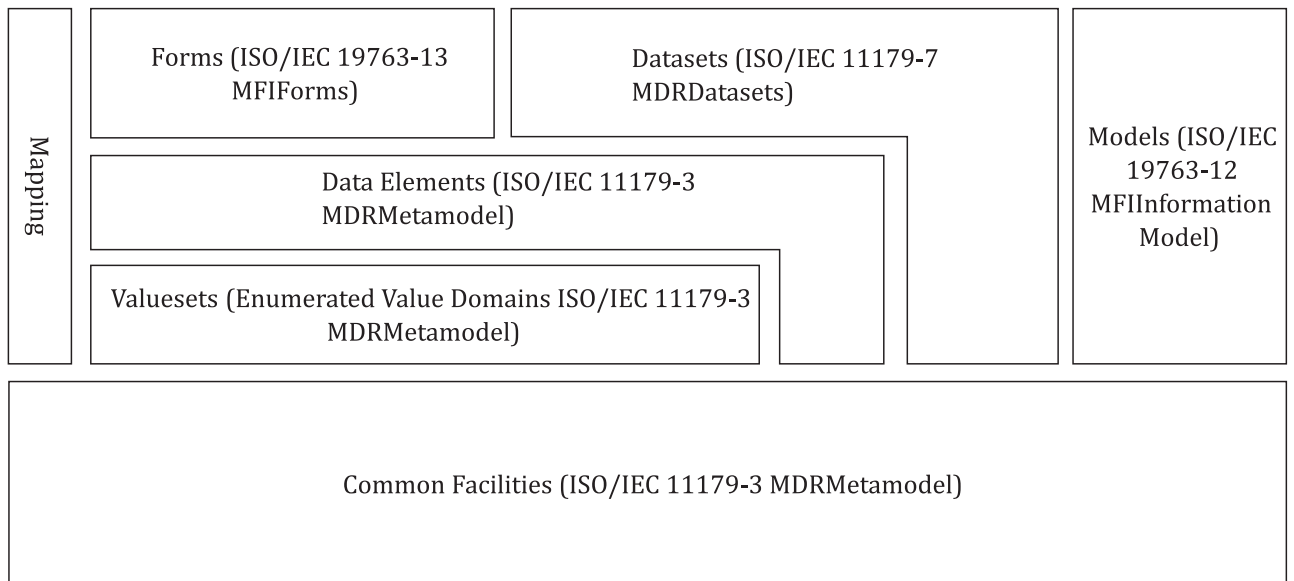 Mapping
Forms (ISO/IEC 19763-13
MFIForms)
Datasets (ISO/IEC 11179-7
MDRDatasets)
Models (ISO/IEC
19763-12
MFIInformation
Model)
Data Elements (ISO/IEC 11179-3
MDRMetamodel)
Valuesets (Enumerated Value Domains ISO/IEC 11179-3
MDRMetamodel)
Common Facilities (ISO/IEC 11179-3 MDRMetamodel)